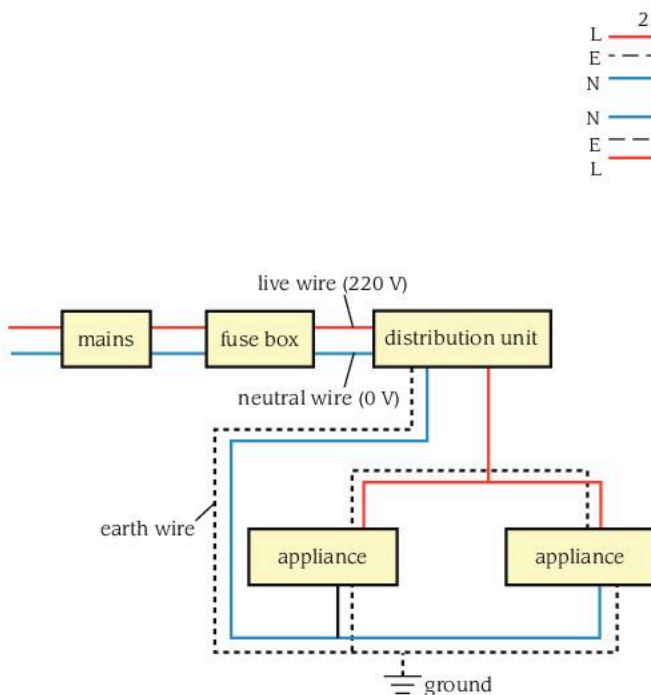 2
L
E
N
N
E
L
live wire (220 V)
mains
fuse box
distribution unit
neutral wire (0 V)
earth wire
appliance
appliance
ground